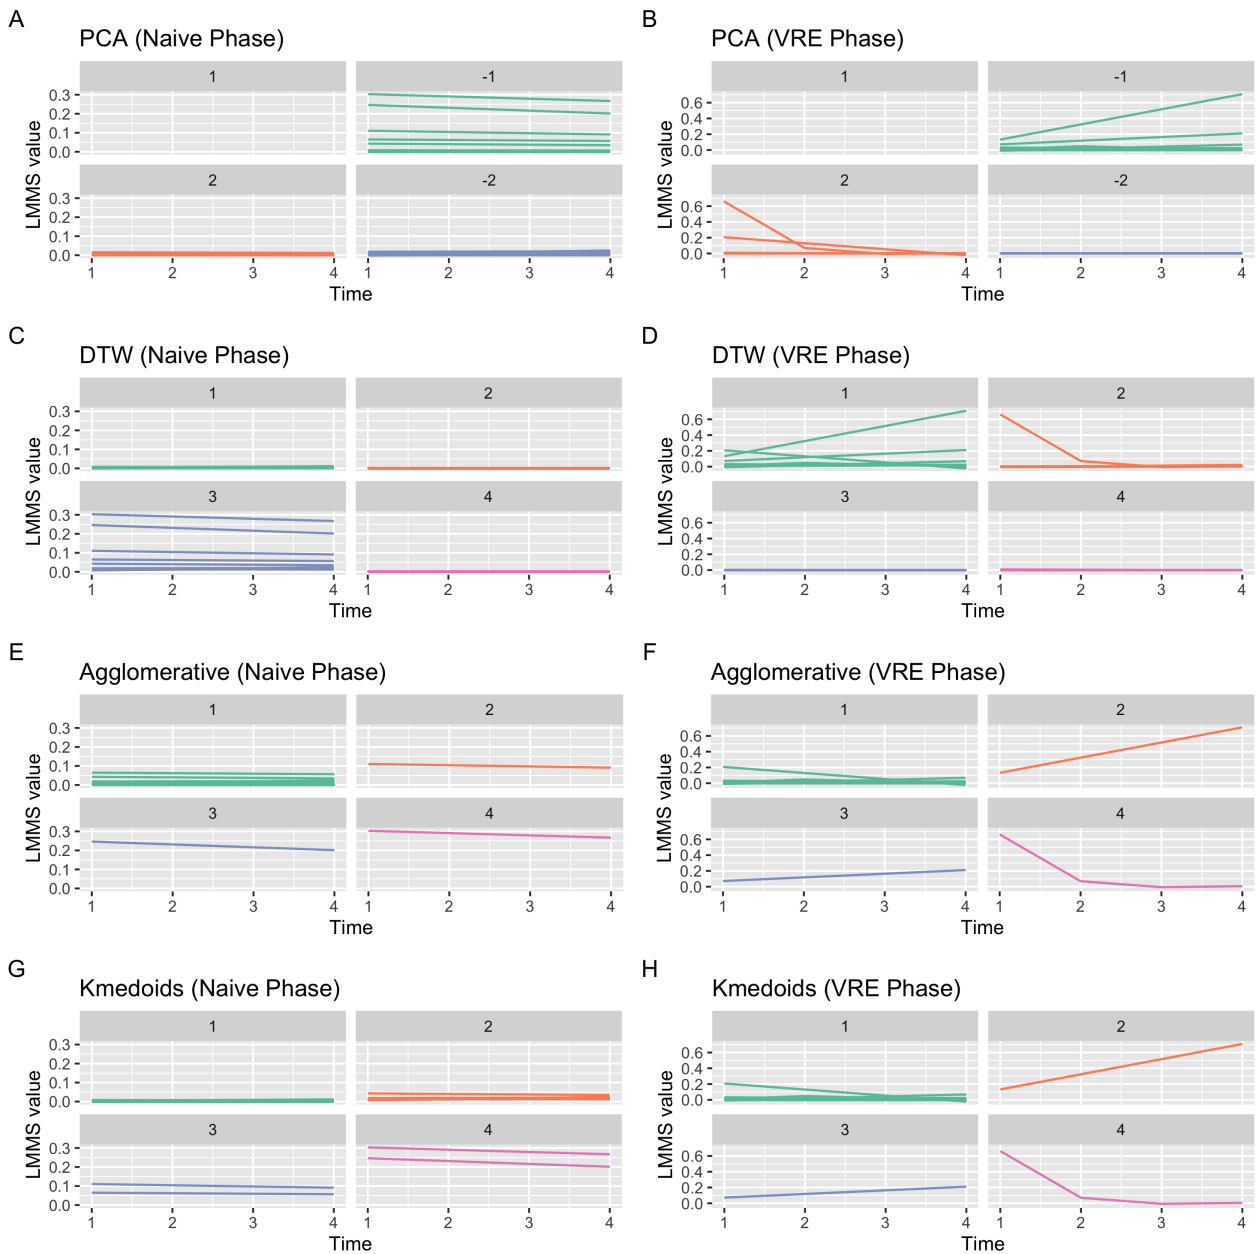 A
PCA (Naive Phase)
1 -1
0.3
0.2
0.1
0.0
2 -2
0.3
0.2
0.1
0.0
LMMS value
1 2 3 4 1 2 3 4
Time
B
PCA (VRE Phase)
1 -1
0.6
0.4
0.2
0.0
2 -2
0.6
0.4
0.2
0.0
LMMS value
1 2 3 4 1 2 3 4
Time
C
DTW (Naive Phase)
1 2
0.3
0.2
0.1
0.0
3 4
0.3
0.2
0.1
0.0
LMMS value
1 2 3 4 1 2 3 4
Time
D
DTW (VRE Phase)
1 2
0.6
0.4
0.2
0.0
3 4
0.6
0.4
0.2
0.0
LMMS value
1 2 3 4 1 2 3 4
Time
E
Agglomerative (Naive Phase)
1 2
0.3
0.2
0.1
0.0
3 4
0.3
0.2
0.1
0.0
LMMS value
1 2 3 4 1 2 3 4
Time
F
Agglomerative (VRE Phase)
1 2
0.6
0.4
0.2
0.0
3 4
0.6
0.4
0.2
0.0
LMMS value
1 2 3 4 1 2 3 4
Time
G
Kmedoids (Naive Phase)
1 2
0.3
0.2
0.1
0.0
3 4
0.3
0.2
0.1
0.0
LMMS value
1 2 3 4 1 2 3 4
Time
H
Kmedoids (VRE Phase)
1 2
0.6
0.4
0.2
0.0
3 4
0.6
0.4
0.2
0.0
LMMS value
1 2 3 4 1 2 3 4
Time